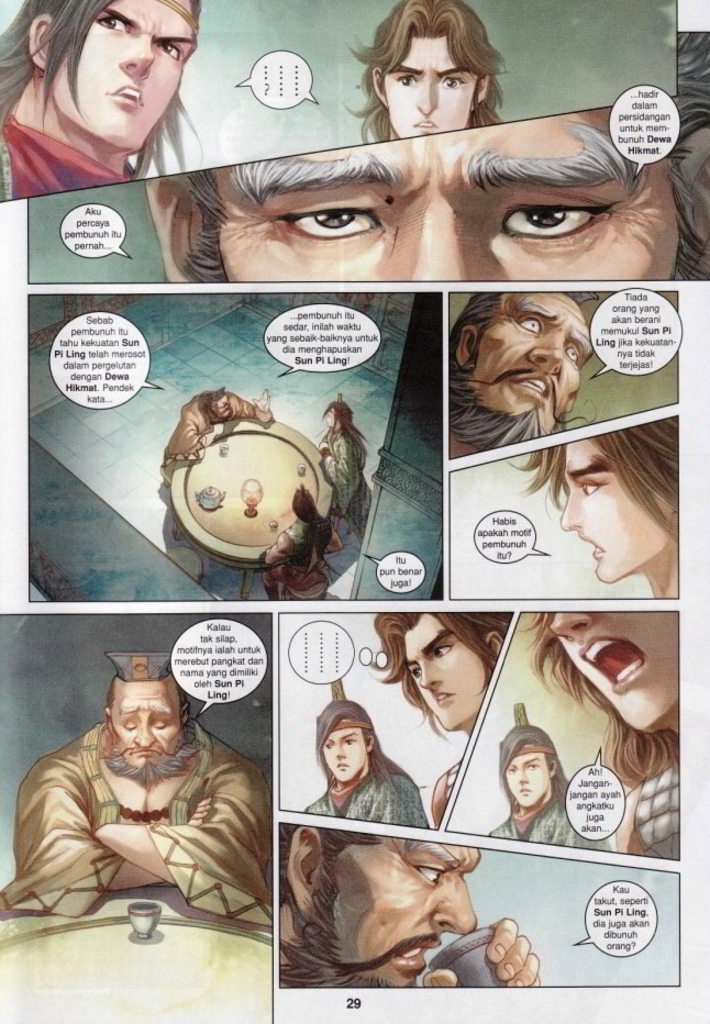 ......
?
Aku
percaya
pembunuh itu
pernah...
...hadir
dalam
persidangan
untuk mem-
bunuh Dewa
Hikmat.
Sebab
pembunuh itu
tahu kekuatan Sun
Pi Ling telah merosot
dalam pergelutan
dengan Dewa
Hikmat. Pendek
kata...
...pembunuh itu
sedar, inilah waktu
yang sebaik-baiknya untuk
dia menghapuskan
Sun Pi Ling!
Itu
pun benar
juga!
Tiada
orang yang
akan berani
memukul Sun Pi
Ling jika kekuatan-
nya tidak
terjejas!
Habis
apakah motif
pembunuh
itu?
Kalau
tak silap,
motifnya ialah untuk
merebut pangkat dan
nama yang dimiliki
oleh Sun Pi
Ling!
......
Ah!
Jangan-
jangan ayah
angkatku
juga
akan...
Kau
takut, seperti
Sun Pi Ling,
dia juga akan
dibunuh
orang?
29